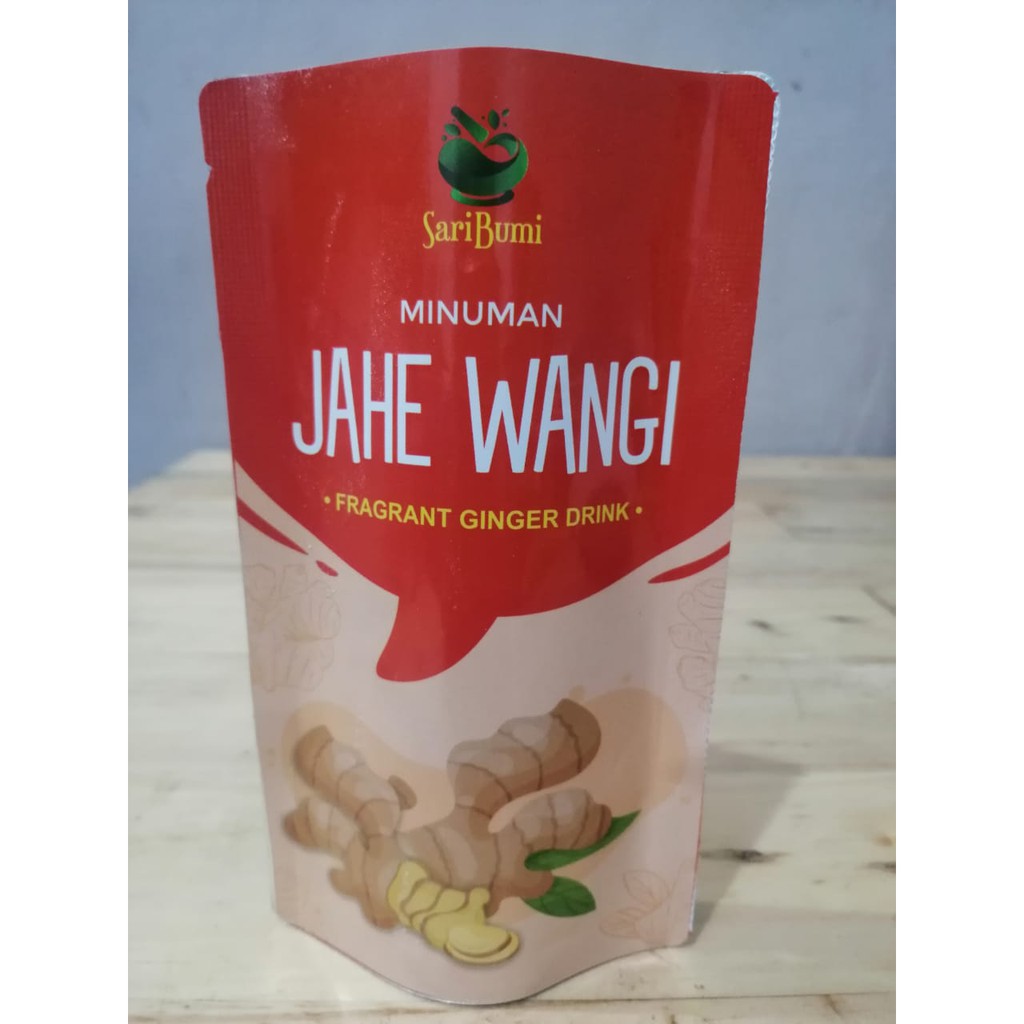 SariBumi
MINUMAN
JAHE WANGI
• FRAGRANT GINGER DRINK •